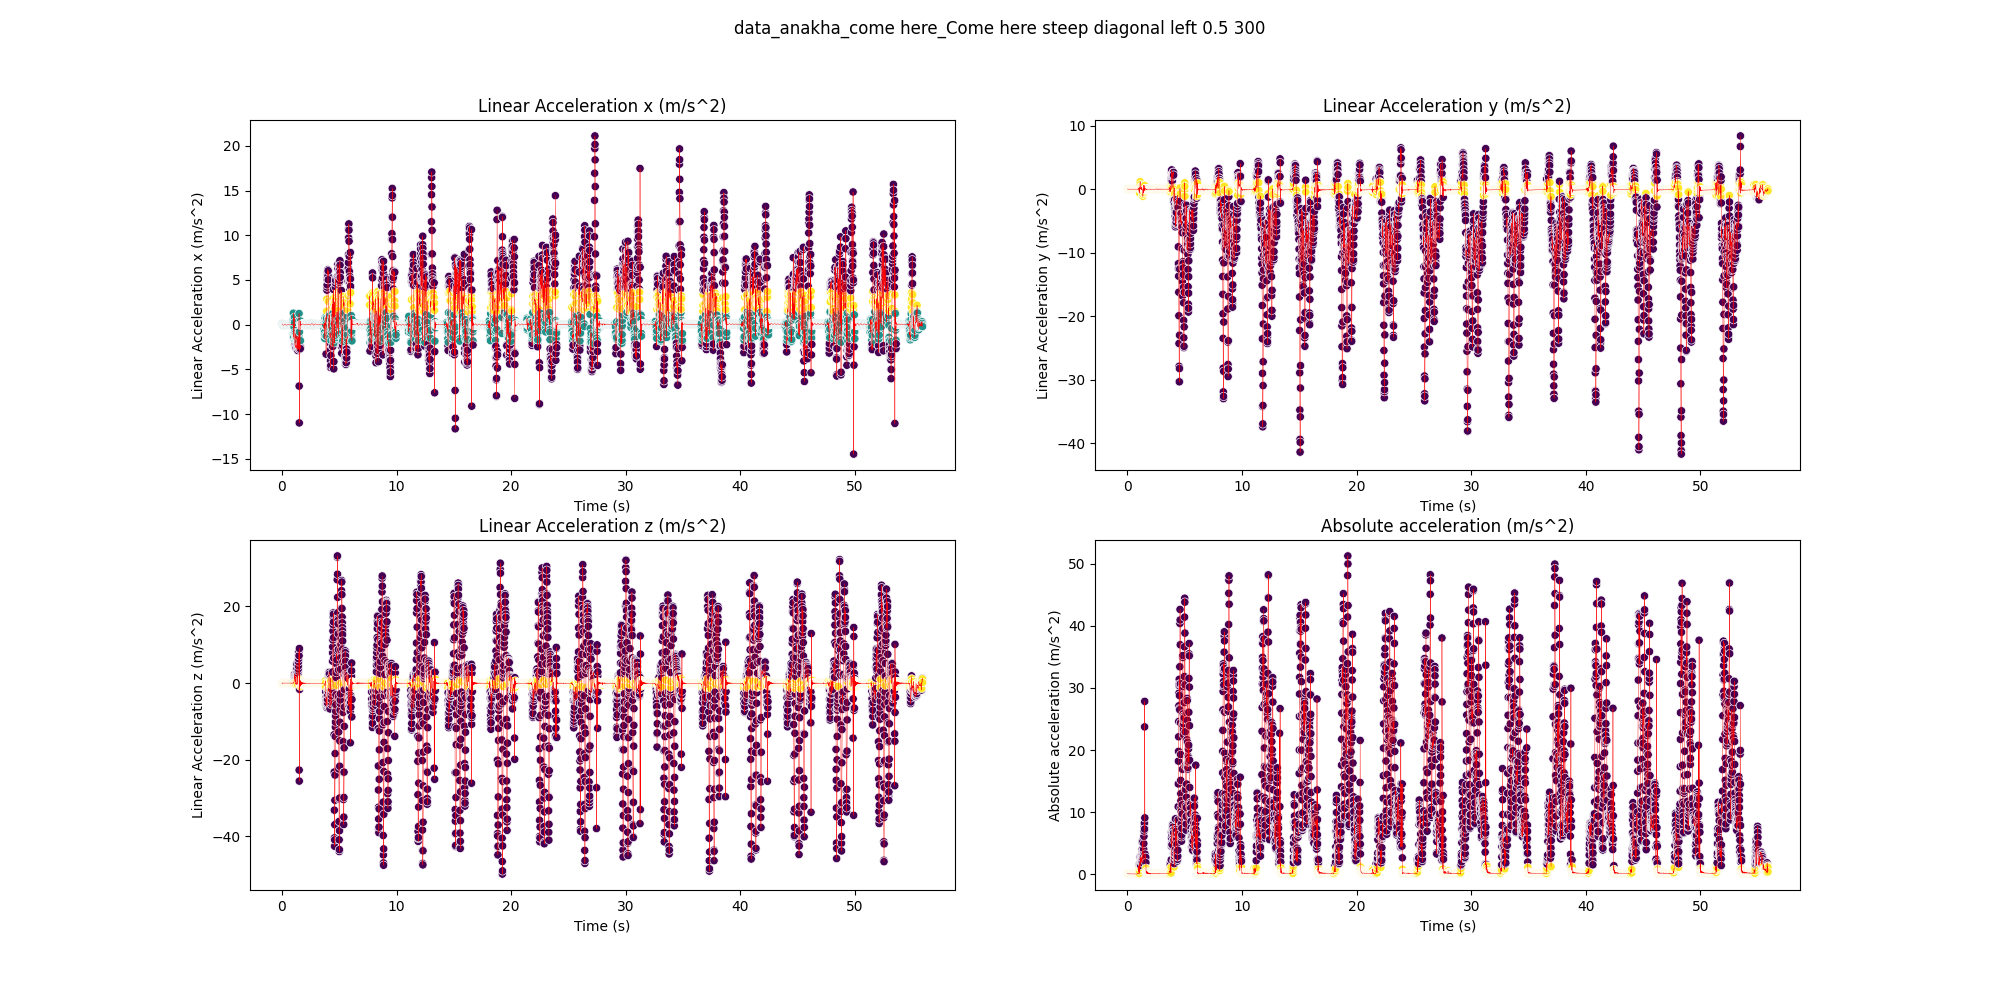 data_anakha_come here_Come here steep diagonal left 0.5 300
Linear Acceleration x (m/s^2)
Linear Acceleration x (m/s^2)
20
15
10
5
0
−5
−10
−15
0 10 20 30 40 50
Time (s)
Linear Acceleration y (m/s^2)
Linear Acceleration y (m/s^2)
10
0
−10
−20
−30
−40
0 10 20 30 40 50
Time (s)
Linear Acceleration z (m/s^2)
Linear Acceleration z (m/s^2)
20
0
−20
−40
0 10 20 30 40 50
Time (s)
Absolute acceleration (m/s^2)
Absolute acceleration (m/s^2)
50
40
30
20
10
0
0 10 20 30 40 50
Time (s)